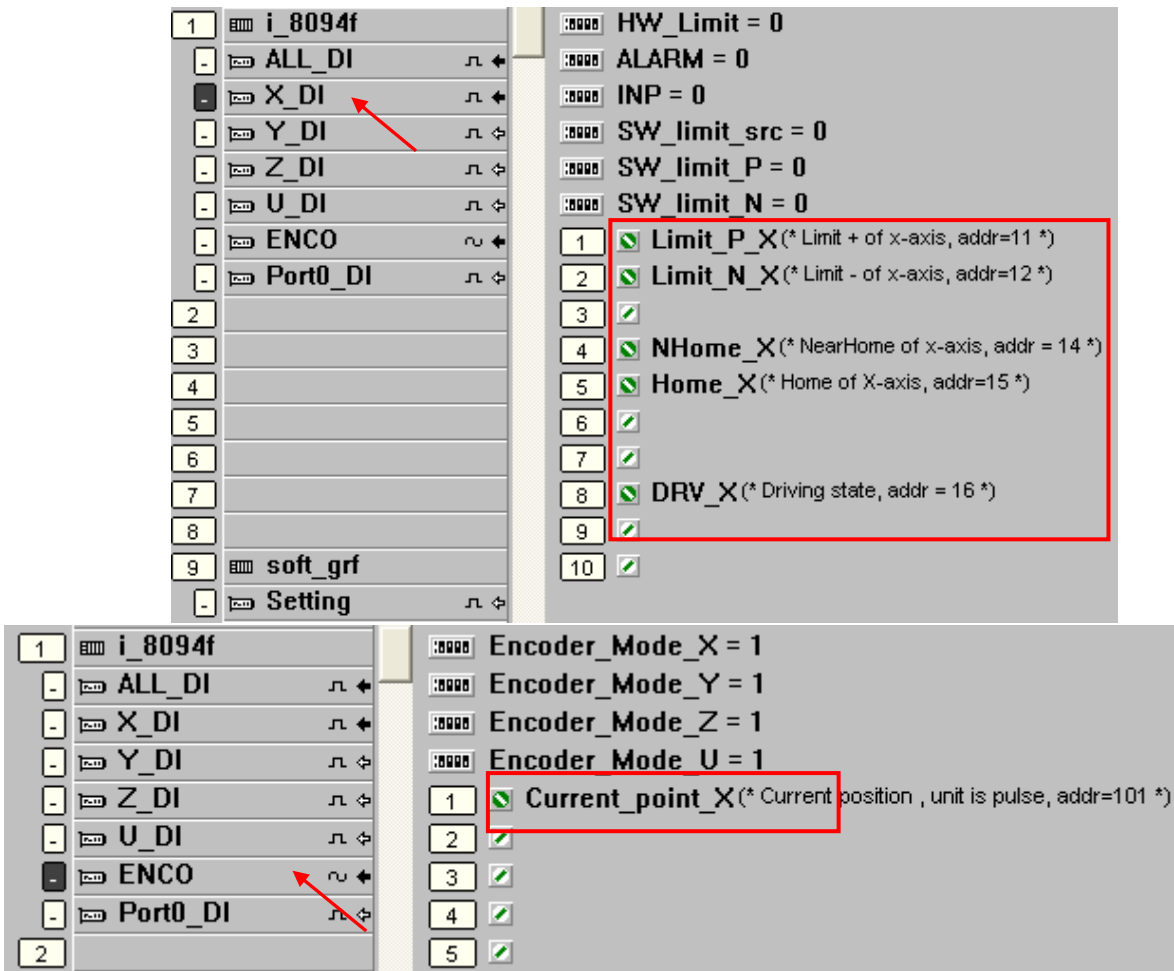 1 i_8094f
- ALL_DI
- X_DI
- Y_DI
- Z_DI
- U_DI
- ENCO
- Port0_DI
2
3
4
5
6
7
8
9 soft_grf
- Setting
HW_Limit = 0
ALARM = 0
INP = 0
SW_limit_src = 0
SW_limit_P = 0
SW_limit_N = 0
1 Limit_P_X (* Limit + of x-axis, addr=11 *)
2 Limit_N_X (* Limit - of x-axis, addr=12 *)
3
4 NHome_X (* NearHome of x-axis, addr = 14 *)
5 Home_X (* Home of X-axis, addr=15 *)
6
7
8 DRV_X (* Driving state, addr = 16 *)
9
10
1 i_8094f
- ALL_DI
- X_DI
- Y_DI
- Z_DI
- U_DI
- ENCO
- Port0_DI
2
Encoder_Mode_X = 1
Encoder_Mode_Y = 1
Encoder_Mode_Z = 1
Encoder_Mode_U = 1
1 Current_point_X (* Current position , unit is pulse, addr=101 *)
2
3
4
5